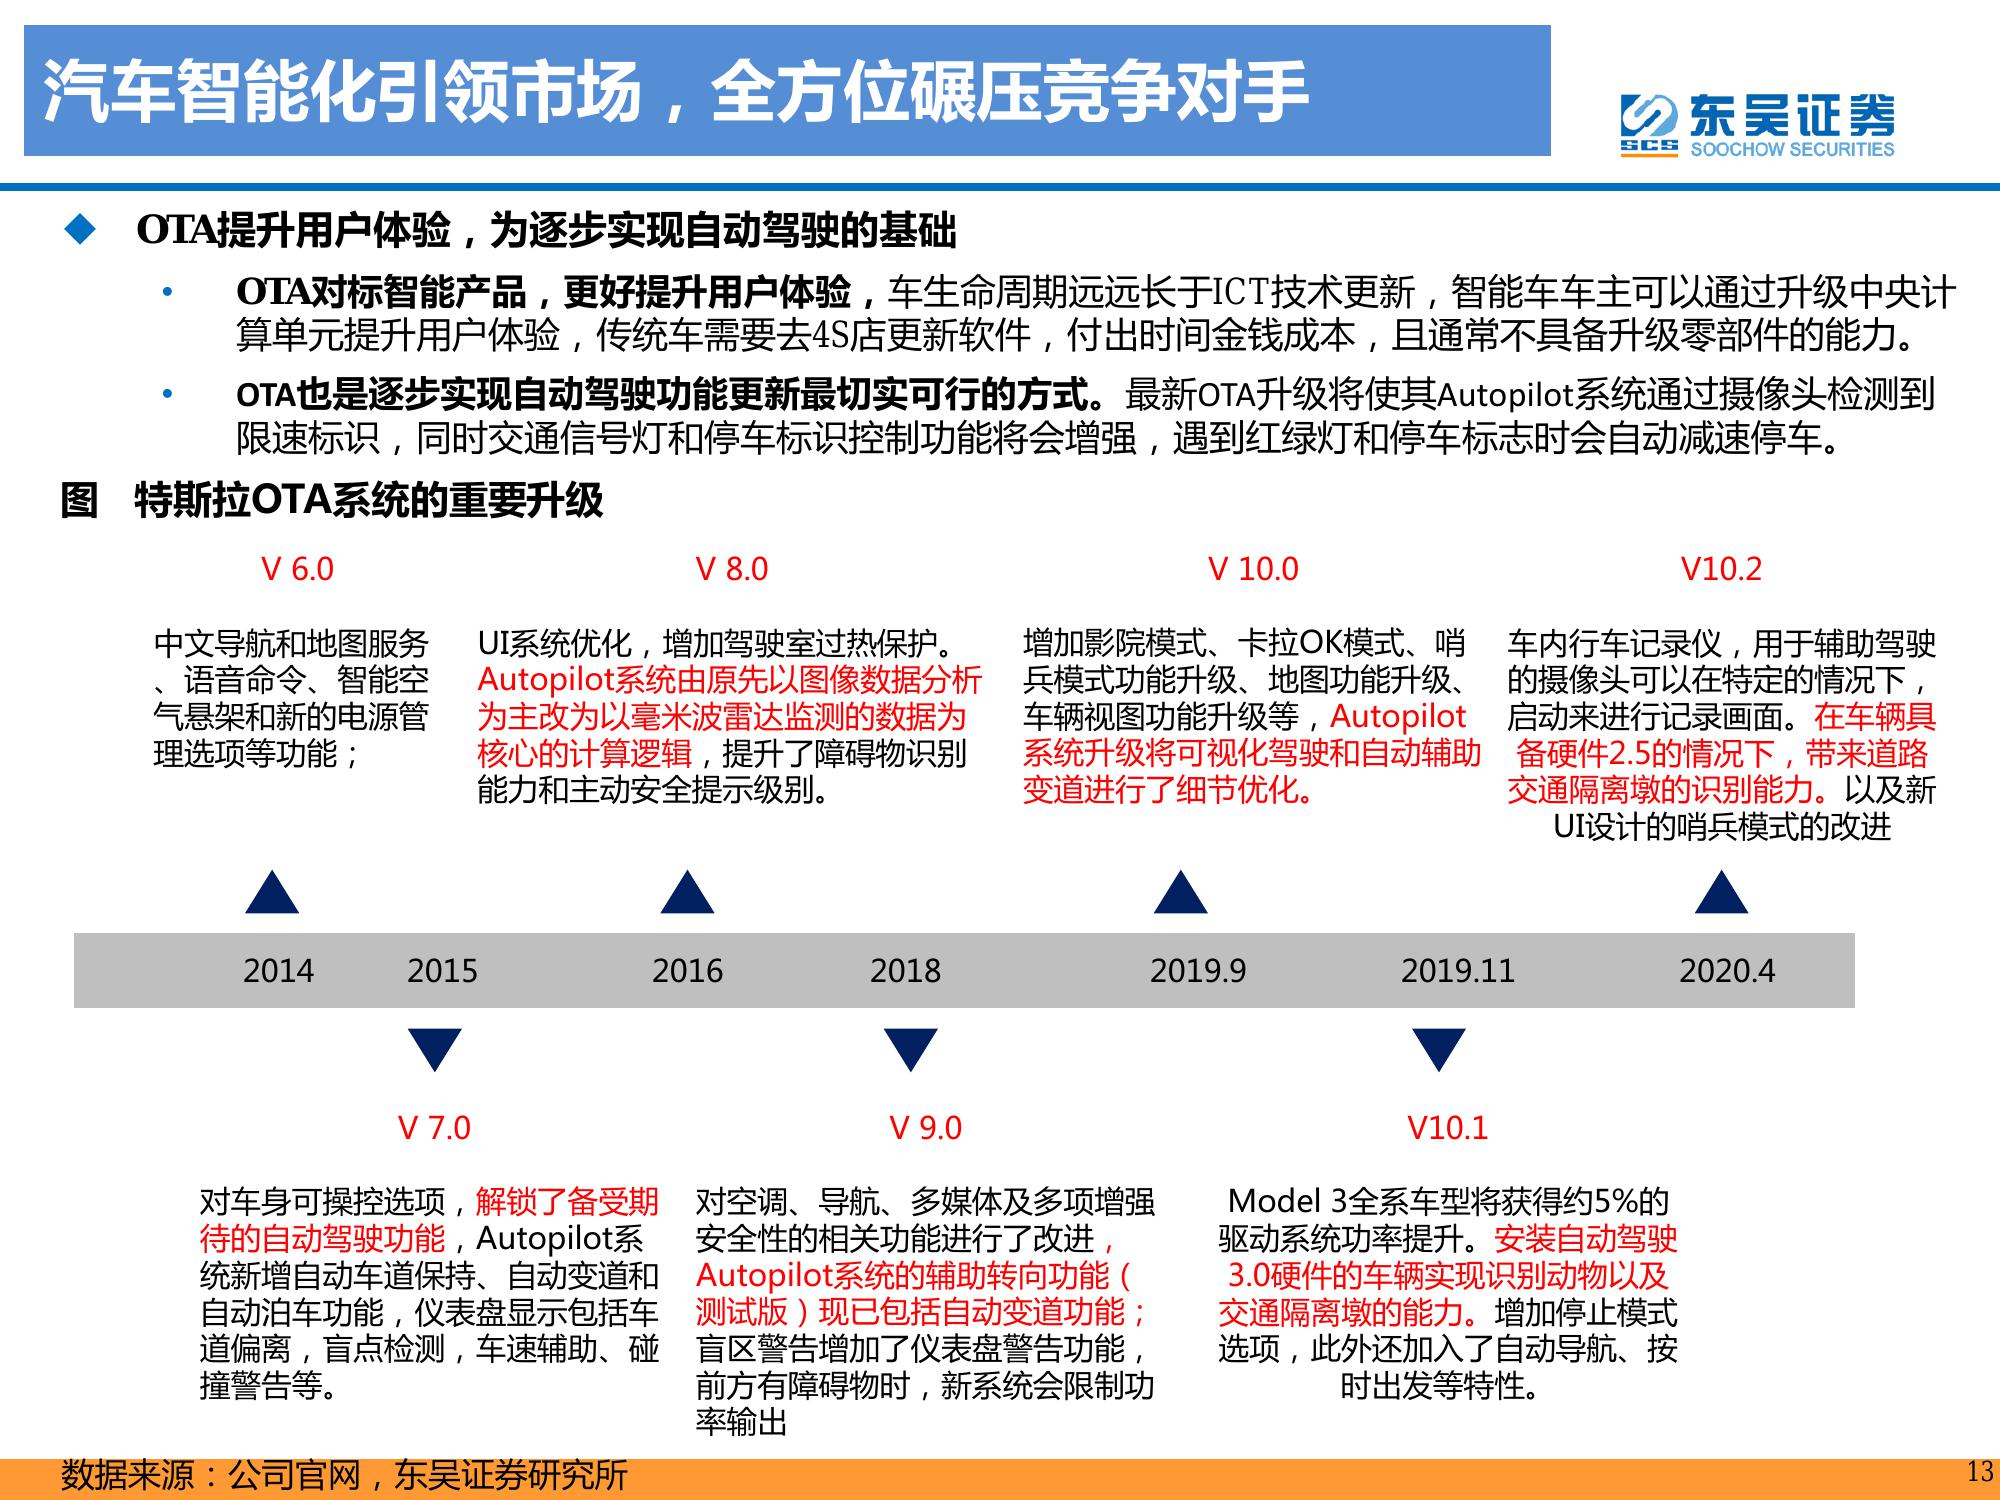 汽车智能化引领市场，全方位碾压竞争对手
东吴证券
SCS
SOOCHOW SECURITIES
OTA提升用户体验，为逐步实现自动驾驶的基础
OTA对标智能产品，更好提升用户体验，车生命周期远远长于ICT技术更新，智能车车主可以通过升级中央计
算单元提升用户体验，传统车需要去4S店更新软件，付出时间金钱成本，且通常不具备升级零部件的能力。
OTA也是逐步实现自动驾驶功能更新最切实可行的方式。最新OTA升级将使其Autopilot系统通过摄像头检测到
限速标识，同时交通信号灯和停车标识控制功能将会增强，遇到红绿灯和停车标志时会自动减速停车。
图 特斯拉OTA系统的重要升级
V 6.0
中文导航和地图服务
、语音命令、智能空
气悬架和新的电源管
理选项等功能；
V 8.0
UI系统优化，增加驾驶室过热保护。
Autopilot系统由原先以图像数据分析
为主改为以毫米波雷达监测的数据为
核心的计算逻辑，提升了障碍物识别
能力和主动安全提示级别。
V 10.0
增加影院模式、卡拉OK模式、哨
兵模式功能升级、地图功能升级、
车辆视图功能升级等，Autopilot
系统升级将可视化驾驶和自动辅助
变道进行了细节优化。
V10.2
车内行车记录仪，用于辅助驾驶
的摄像头可以在特定的情况下，
启动来进行记录画面。在车辆具
备硬件2.5的情况下，带来道路
交通隔离墩的识别能力。以及新
UI设计的哨兵模式的改进
2014 2015 2016 2018 2019.9 2019.11 2020.4
V 7.0
对车身可操控选项，解锁了备受期
待的自动驾驶功能，Autopilot系
统新增自动车道保持、自动变道和
自动泊车功能，仪表盘显示包括车
道偏离，盲点检测，车速辅助、碰
撞警告等。
V 9.0
对空调、导航、多媒体及多项增强
安全性的相关功能进行了改进，
Autopilot系统的辅助转向功能（
测试版）现已包括自动变道功能；
盲区警告增加了仪表盘警告功能，
前方有障碍物时，新系统会限制功
率输出
V10.1
Model 3全系车型将获得约5%的
驱动系统功率提升。安装自动驾驶
3.0硬件的车辆实现识别动物以及
交通隔离墩的能力。增加停止模式
选项，此外还加入了自动导航、按
时出发等特性。
数据来源：公司官网，东吴证券研究所
13